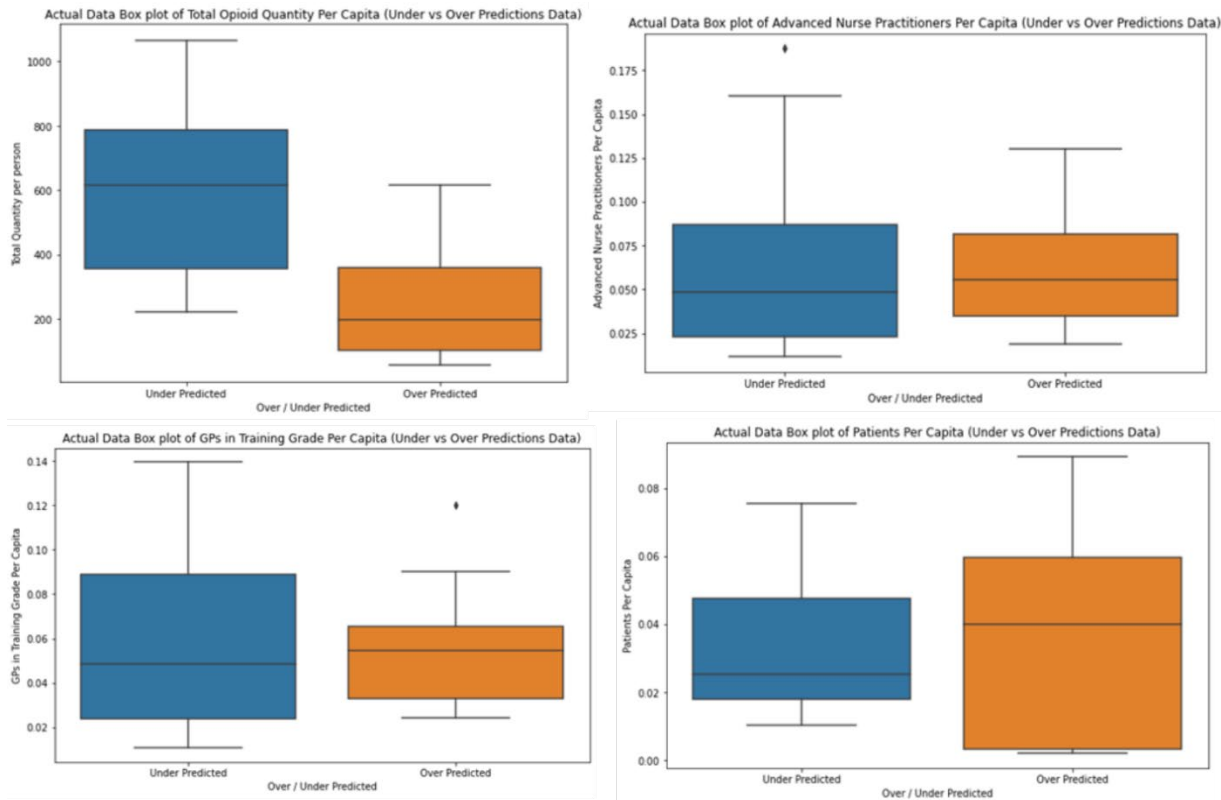 Actual Data Box plot of Total Opioid Quantity Per Capita (Under vs Over Predictions Data)
Total Quantity per person
1000
800
600
400
200
Under Predicted
Over Predicted
Over / Under Predicted
Actual Data Box plot of Advanced Nurse Practitioners Per Capita (Under vs Over Predictions Data)
Advanced Nurse Practitioners Per Capita
0.175
0.150
0.125
0.100
0.075
0.050
0.025
Under Predicted
Over Predicted
Over / Under Predicted
Actual Data Box plot of GPs in Training Grade Per Capita (Under vs Over Predictions Data)
GPs in Training Grade Per Capita
0.14
0.12
0.10
0.08
0.06
0.04
0.02
Under Predicted
Over Predicted
Over / Under Predicted
Actual Data Box plot of Patients Per Capita (Under vs Over Predictions Data)
Patients Per Capita
0.08
0.06
0.04
0.02
0.00
Under Predicted
Over Predicted
Over / Under Predicted